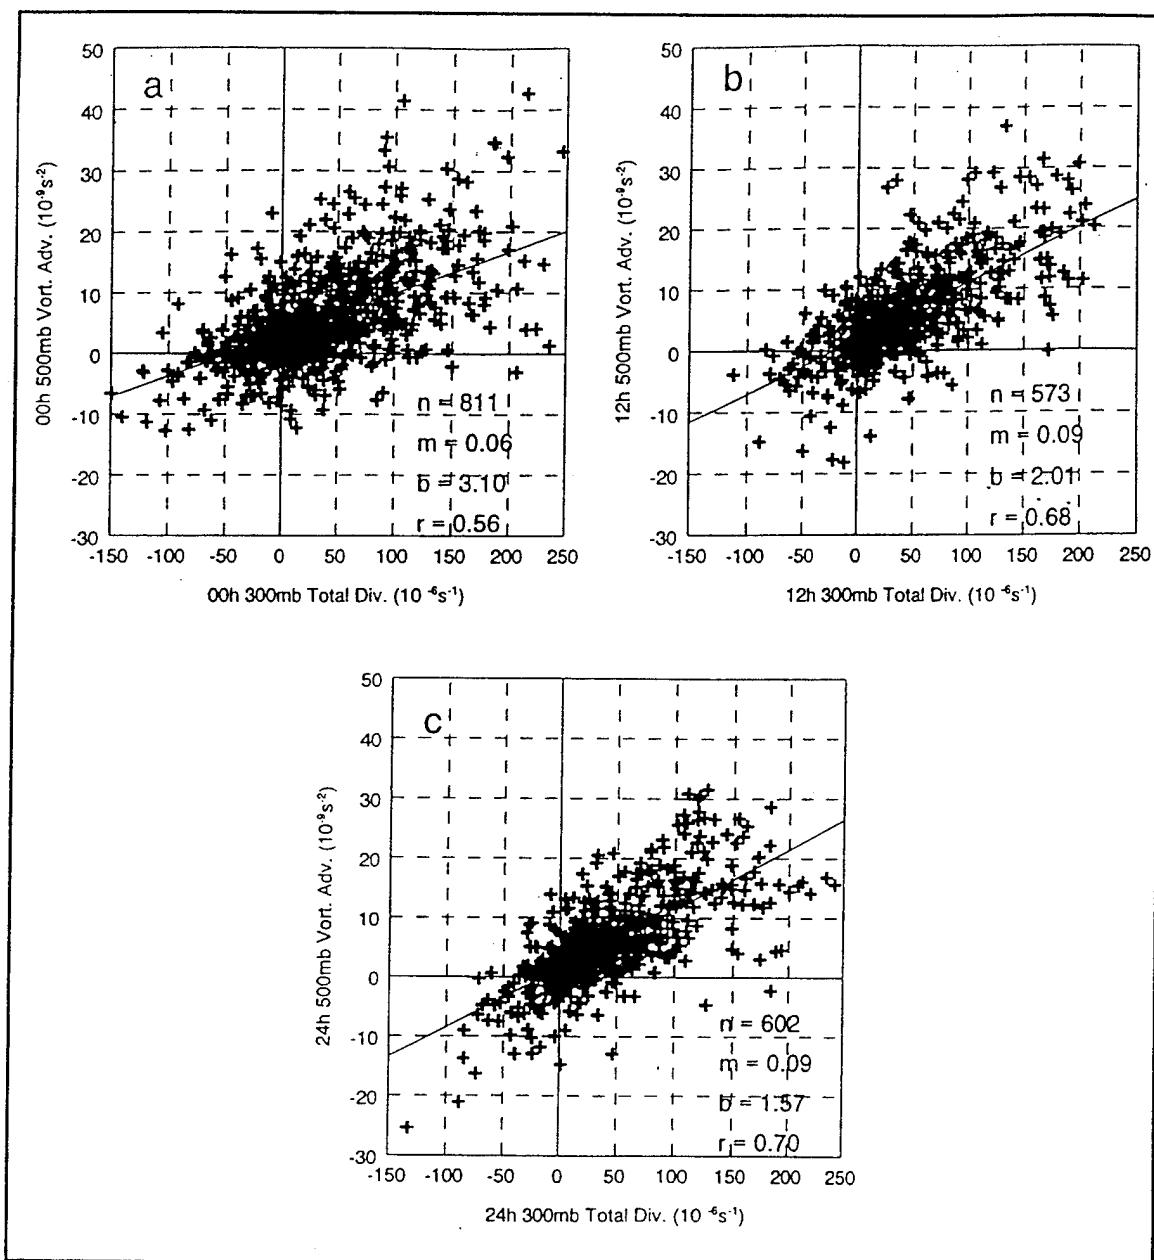 a
50
40
30
20
10
0
-10
-20
-30
00h 500mb Vort. Adv. (10⁻⁹s⁻²)
n = 811
m = 0.06
b = 3.10
r = 0.56
-150 -100 -50 0 50 100 150 200 250
00h 300mb Total Div. (10 ⁻⁶s⁻¹)
b
50
40
30
20
10
0
-10
-20
-30
12h 500mb Vort. Adv. (10⁻⁹s⁻²)
n = 573
m = 0.09
b = 2.01
r = 0.68
-150 -100 -50 0 50 100 150 200 250
12h 300mb Total Div. (10 ⁻⁶s⁻¹)
c
50
40
30
20
10
0
-10
-20
-30
24h 500mb Vort. Adv. (10⁻⁹s⁻²)
n = 602
m = 0.09
b = 1.57
r = 0.70
-150 -100 -50 0 50 100 150 200 250
24h 300mb Total Div. (10 ⁻⁶s⁻¹)